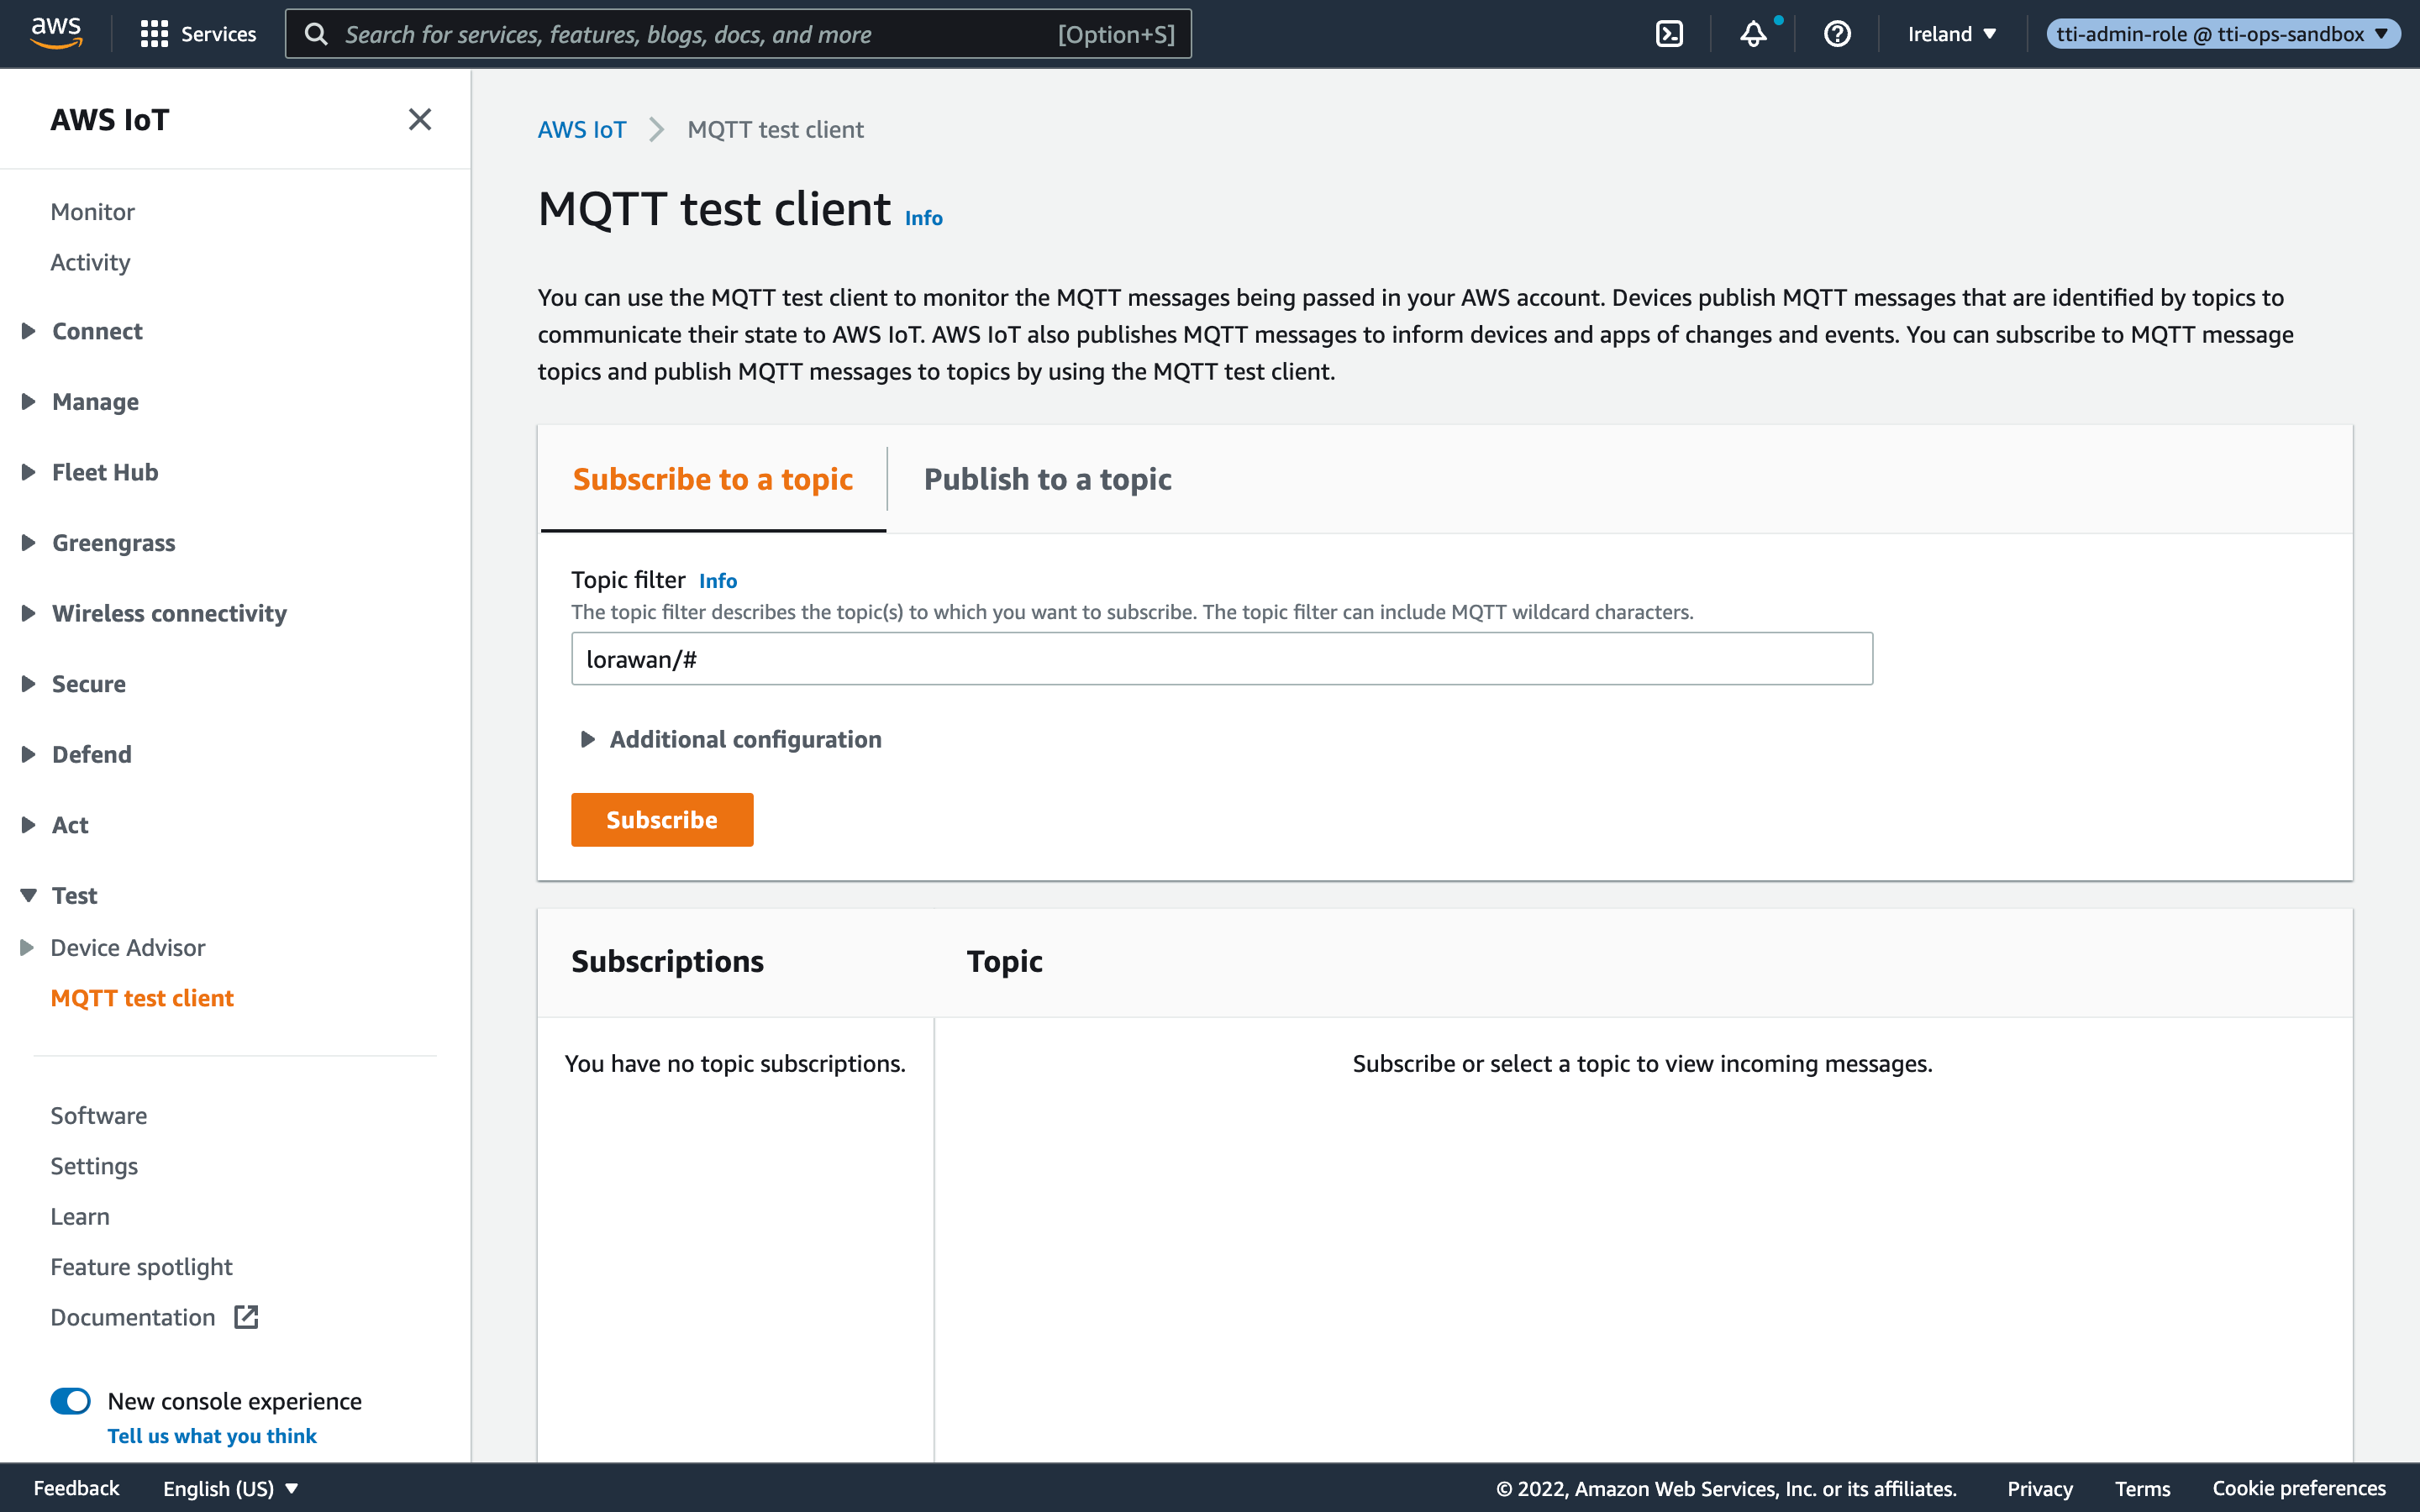 aws
Services
Search for services, features, blogs, docs, and more
[Option+S]
Ireland
tti-admin-role @ tti-ops-sandbox
AWS IoT
Monitor
Activity
Connect
Manage
Fleet Hub
Greengrass
Wireless connectivity
Secure
Defend
Act
Test
Device Advisor
MQTT test client
Software
Settings
Learn
Feature spotlight
Documentation
New console experience
Tell us what you think
AWS IoT
MQTT test client
MQTT test client Info
You can use the MQTT test client to monitor the MQTT messages being passed in your AWS account. Devices publish MQTT messages that are identified by topics to
communicate their state to AWS IoT. AWS IoT also publishes MQTT messages to inform devices and apps of changes and events. You can subscribe to MQTT message
topics and publish MQTT messages to topics by using the MQTT test client.
Subscribe to a topic
Publish to a topic
Topic filter Info
The topic filter describes the topic(s) to which you want to subscribe. The topic filter can include MQTT wildcard characters.
lorawan/#
Additional configuration
Subscribe
Subscriptions
Topic
You have no topic subscriptions.
Subscribe or select a topic to view incoming messages.
Feedback
English (US)
© 2022, Amazon Web Services, Inc. or its affiliates.
Privacy
Terms
Cookie preferences